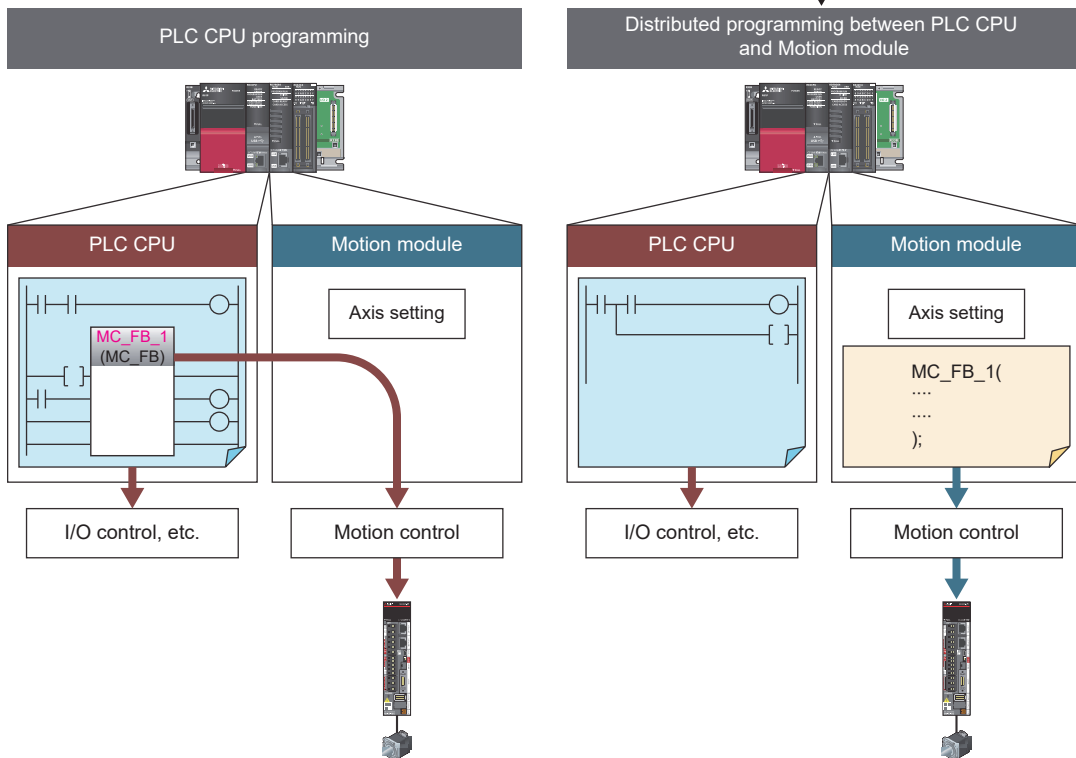 PLC CPU programming
PLC CPU
Motion module
MC_FB_1
(MC_FB)
Axis setting
I/O control, etc.
Motion control
Distributed programming between PLC CPU
and Motion module
PLC CPU
Motion module
Axis setting
MC_FB_1(
....
....
);
I/O control, etc.
Motion control